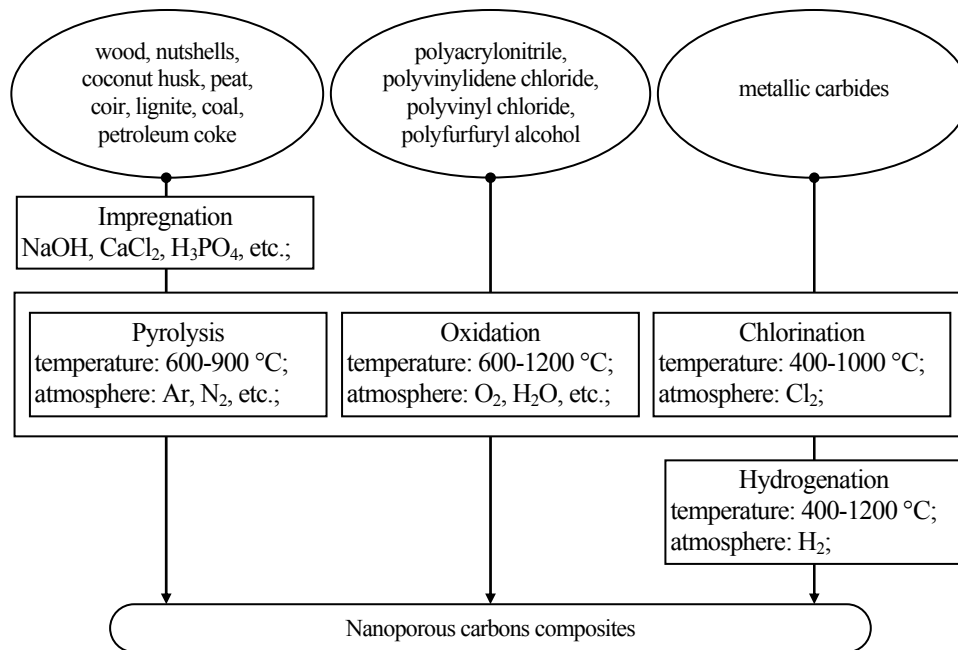 wood, nutshells,
coconut husk, peat,
coir, lignite, coal,
petroleum coke
polyacrylonitrile,
polyvinylidene chloride,
polyvinyl chloride,
polyfurfuryl alcohol
metallic carbides
Impregnation
NaOH, CaCl₂, H₃PO₄, etc.;
Pyrolysis
temperature: 600-900 °C;
atmosphere: Ar, N₂, etc.;
Oxidation
temperature: 600-1200 °C;
atmosphere: O₂, H₂O, etc.;
Chlorination
temperature: 400-1000 °C;
atmosphere: Cl₂;
Hydrogenation
temperature: 400-1200 °C;
atmosphere: H₂;
Nanoporous carbons composites